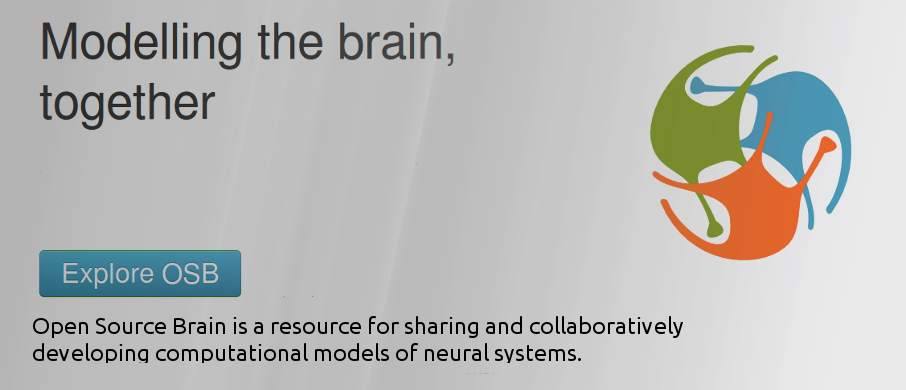 Modelling the brain,
together
Explore OSB
Open Source Brain is a resource for sharing and collaboratively
developing computational models of neural systems.